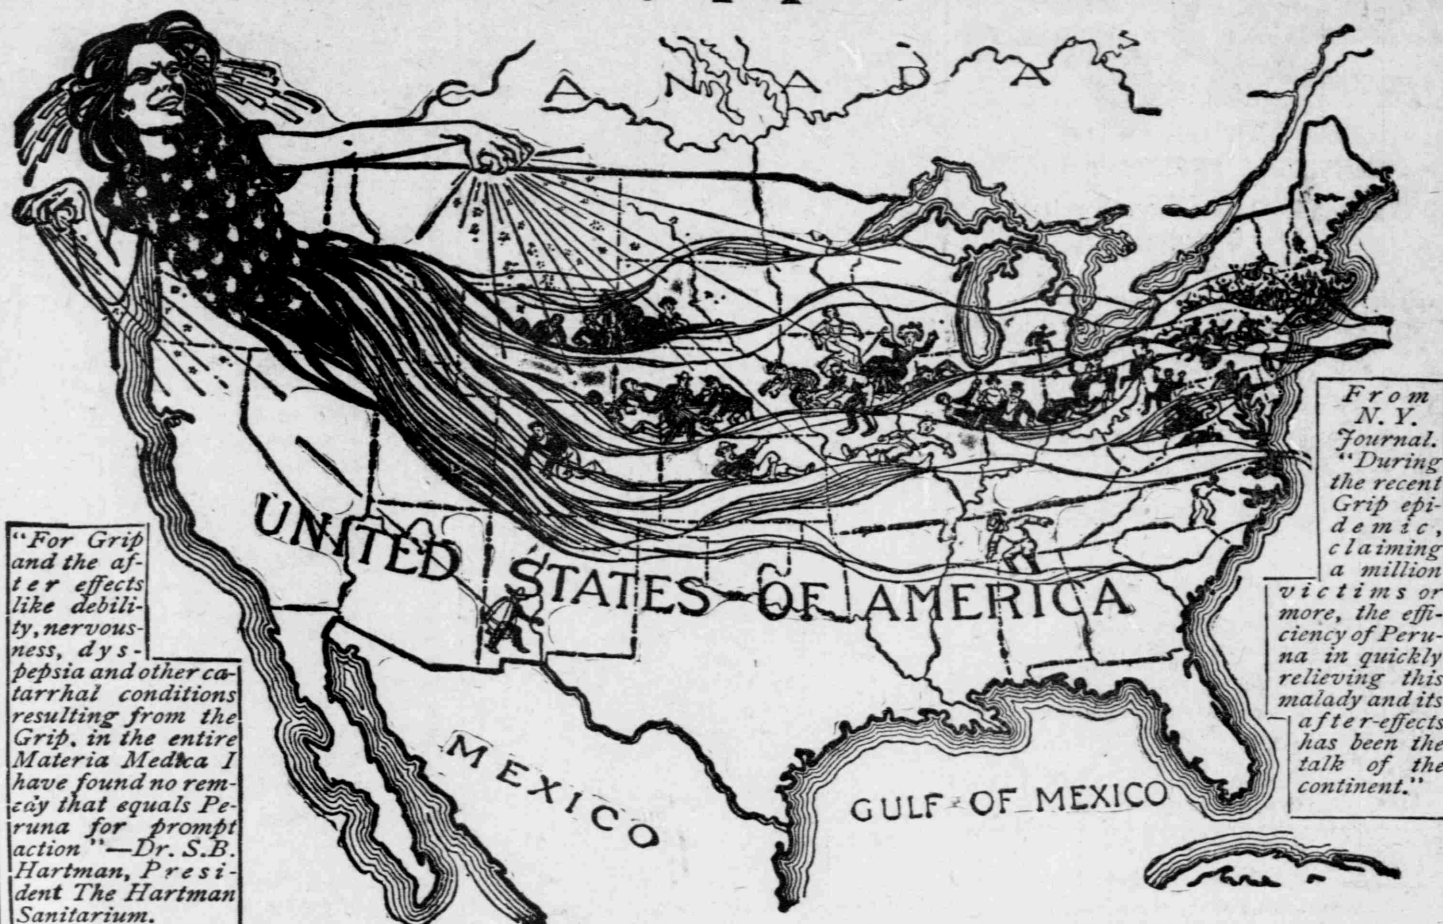 CANADA
UNITED STATES OF AMERICA
MEXICO
GULF OF MEXICO
"For Grip
and the af-
ter effects
like debili-
ty, nervous-
ness, dys-
pepsia and other ca-
tarrhal conditions
resulting from the
Grip, in the entire
Materia Medica I
have found no rem-
edy that equals Pe-
runa for prompt
action"—Dr. S.B.
Hartman, Presi-
dent The Hartman
Sanitarium.
From
N. Y.
Journal.
"During
the recent
Grip epi-
demic,
claiming
a million
victims or
more, the effi-
ciency of Peru-
na in quickly
relieving this
malady and its
after-effects
has been the
talk of the
continent."